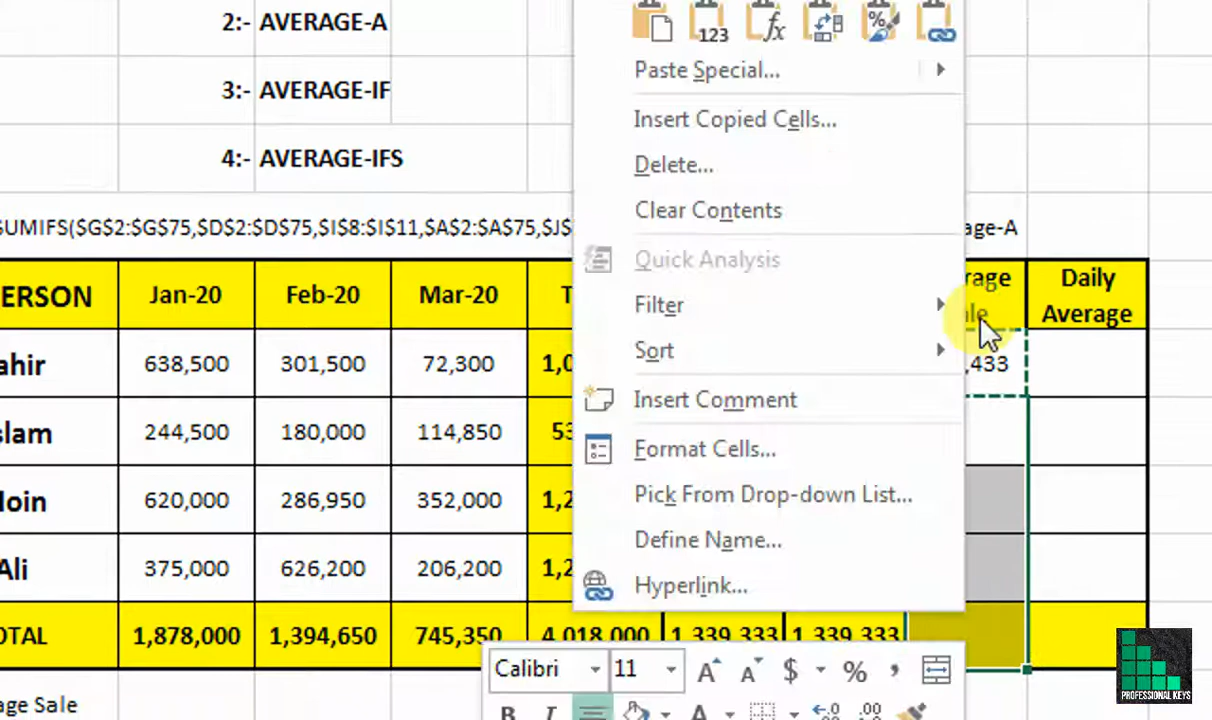 2:- AVERAGE-A
3:- AVERAGE-IF
4:- AVERAGE-IFS
SUMIFS($G$2:$G$75,$D$2:$D$75,$I$8:$I$11,$A$2:$A$75,$J$
age-A
123
Paste Special...
Insert Copied Cells...
Delete...
Clear Contents
Quick Analysis
Filter
Sort
Insert Comment
Format Cells...
Pick From Drop-down List...
Define Name...
Hyperlink...
ERSON Jan-20 Feb-20 Mar-20 T rage Daily Average
ahir 638,500 301,500 72,300 1,0 ,433
slam 244,500 180,000 114,850 53
oin 620,000 286,950 352,000 1,2
Ali 375,000 626,200 206,200 1,2
OTAL 1,878,000 1,394,650 745,350 4,018,000 1,339,333 1,339,333
age Sale
Calibri 11 A A $ % ,
B I A .00
PROFESSIONAL KEYS